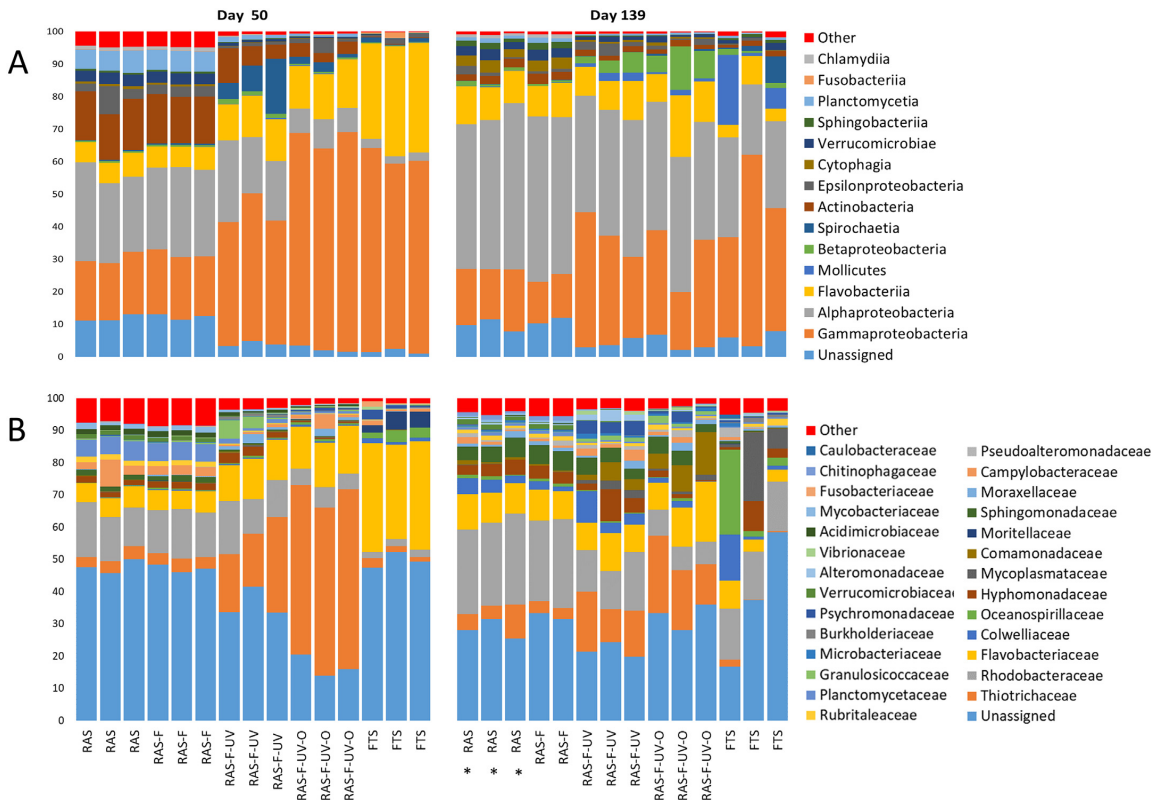 Day 50
Day 139
A
100
90
80
70
60
50
40
30
20
10
0
Other
Chlamydiia
Fusobacteriia
Planctomycetia
Sphingobacteriia
Verrucomicrobiae
Cytophagia
Epsilonproteobacteria
Actinobacteria
Spirochaetia
Betaproteobacteria
Mollicutes
Flavobacteriia
Alphaproteobacteria
Gammaproteobacteria
Unassigned
B
100
90
80
70
60
50
40
30
20
10
0
Other
Caulobacteraceae
Chitinophagaceae
Fusobacteriaceae
Mycobacteriaceae
Acidimicrobiaceae
Vibrionaceae
Alteromonadaceae
Verrucomicrobiaceae
Psychromonadaceae
Burkholderiaceae
Microbacteriaceae
Granulosicoccaceae
Planctomycetaceae
Rubritaleaceae
Pseudoalteromonadaceae
Campylobacteraceae
Moraxellaceae
Sphingomonadaceae
Moritellaceae
Comamonadaceae
Mycoplasmataceae
Hyphomonadaceae
Oceanospirillaceae
Colwelliaceae
Flavobacteriaceae
Rhodobacteraceae
Thiotrichaceae
Unassigned
RAS
RAS
RAS
RAS-F
RAS-F
RAS-F
RAS-F-UV
RAS-F-UV
RAS-F-UV
RAS-F-UV-O
RAS-F-UV-O
RAS-F-UV-O
FTS
FTS
FTS
RAS *
RAS *
RAS *
RAS-F
RAS-F
RAS-F-UV
RAS-F-UV
RAS-F-UV
RAS-F-UV-O
RAS-F-UV-O
RAS-F-UV-O
FTS
FTS
FTS